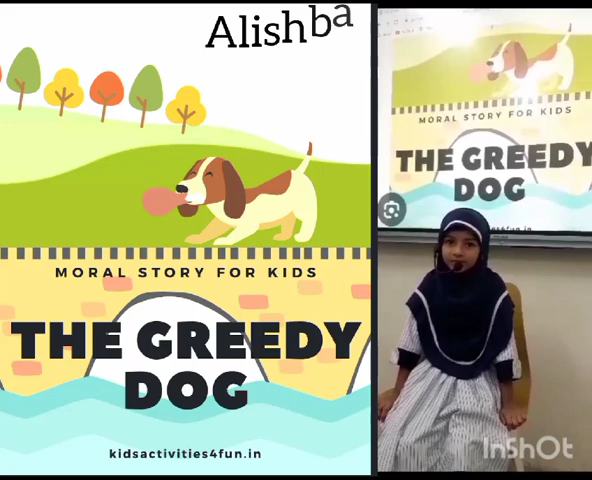 Alishba
MORAL STORY FOR KIDS
THE GREEDY
DOG
kidsactivities4fun.in
MORAL STORY FOR KIDS
THE GREEDY
DOG
InShOt